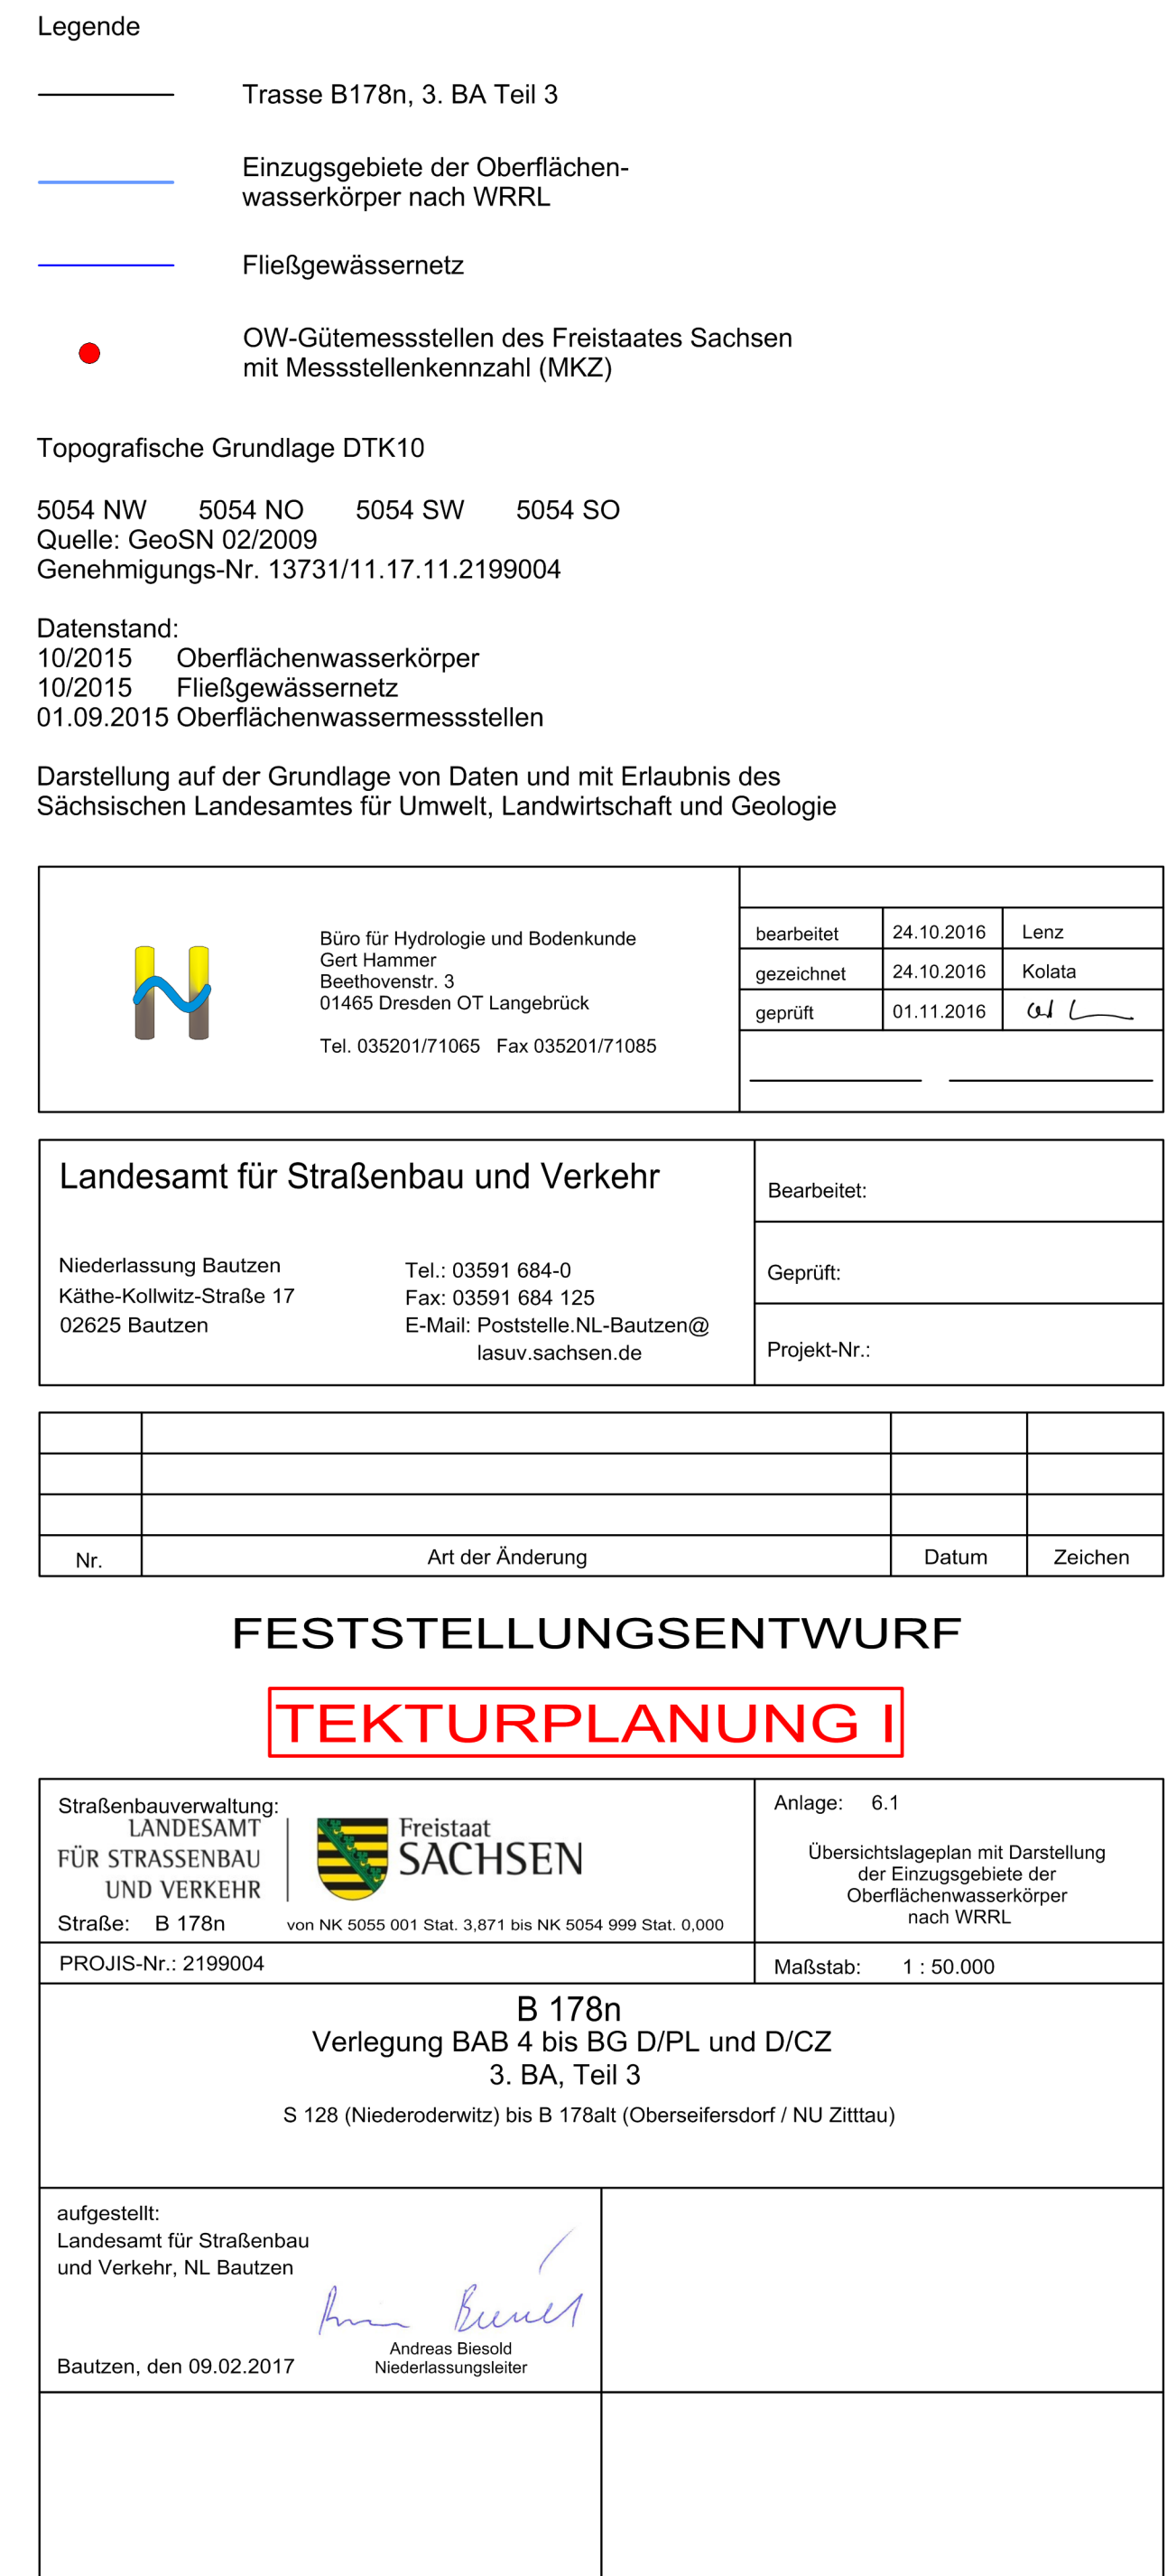 Legende
Trasse B178n, 3. BA Teil 3
Einzugsgebiete der Oberflächen-
wasserkörper nach WRRL
Fließgewässernetz
OW-Gütemessstellen des Freistaates Sachsen
mit Messstellenkennzahl (MKZ)
Topografische Grundlage DTK10
5054 NW 5054 NO 5054 SW 5054 SO
Quelle: GeoSN 02/2009
Genehmigungs-Nr. 13731/11.17.11.2199004
Datenstand:
10/2015 Oberflächenwasserkörper
10/2015 Fließgewässernetz
01.09.2015 Oberflächenwassermessstellen
Darstellung auf der Grundlage von Daten und mit Erlaubnis des
Sächsischen Landesamtes für Umwelt, Landwirtschaft und Geologie
Büro für Hydrologie und Bodenkunde
Gert Hammer
Beethovenstr. 3
01465 Dresden OT Langebrück
Tel. 035201/71065 Fax 035201/71085
bearbeitet 24.10.2016 Lenz
gezeichnet 24.10.2016 Kolata
geprüft 01.11.2016
Landesamt für Straßenbau und Verkehr
Niederlassung Bautzen
Käthe-Kollwitz-Straße 17
02625 Bautzen
Tel.: 03591 684-0
Fax: 03591 684 125
E-Mail: Poststelle.NL-Bautzen@
lasuv.sachsen.de
Bearbeitet:
Geprüft:
Projekt-Nr.:
Nr. Art der Änderung Datum Zeichen
FESTSTELLUNGSENTWURF
TEKTURPLANUNG I
Straßenbauverwaltung:
LANDESAMT
FÜR STRASSENBAU
UND VERKEHR
Freistaat
SACHSEN
Straße: B 178n von NK 5055 001 Stat. 3,871 bis NK 5054 999 Stat. 0,000
Anlage: 6.1
Übersichtslageplan mit Darstellung
der Einzugsgebiete der
Oberflächenwasserkörper
nach WRRL
PROJIS-Nr.: 2199004
Maßstab: 1 : 50.000
B 178n
Verlegung BAB 4 bis BG D/PL und D/CZ
3. BA, Teil 3
S 128 (Niederoderwitz) bis B 178alt (Oberseifersdorf / NU Zitttau)
aufgestellt:
Landesamt für Straßenbau
und Verkehr, NL Bautzen
Andreas Biesold
Bautzen, den 09.02.2017 Niederlassungsleiter